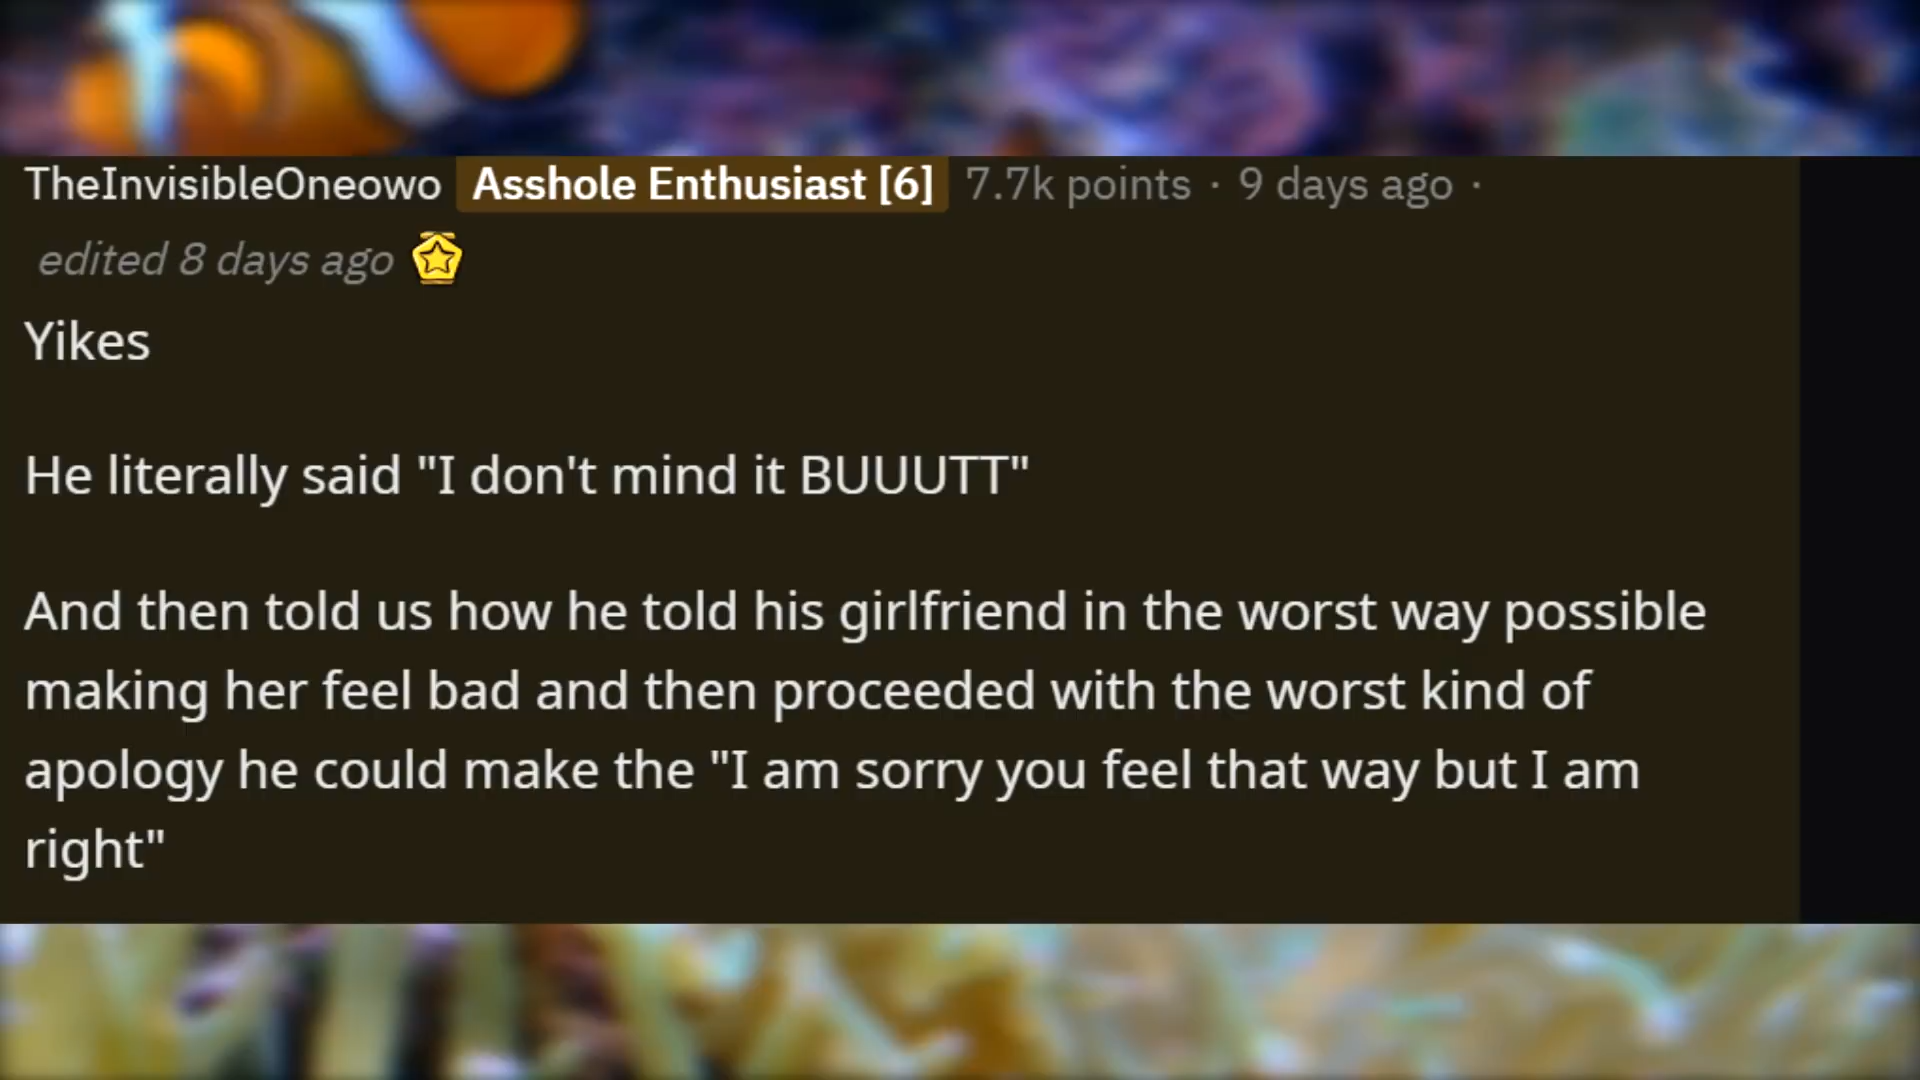 TheInvisibleOneowo Asshole Enthusiast [6] 7.7k points · 9 days ago ·
edited 8 days ago
Yikes
He literally said "I don't mind it BUUUTT"
And then told us how he told his girlfriend in the worst way possible
making her feel bad and then proceeded with the worst kind of
apology he could make the "I am sorry you feel that way but I am
right"